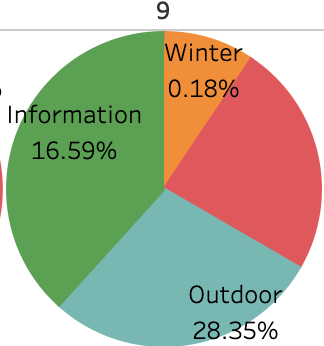 9
Winter
0.18%
Information
16.59%
Outdoor
28.35%